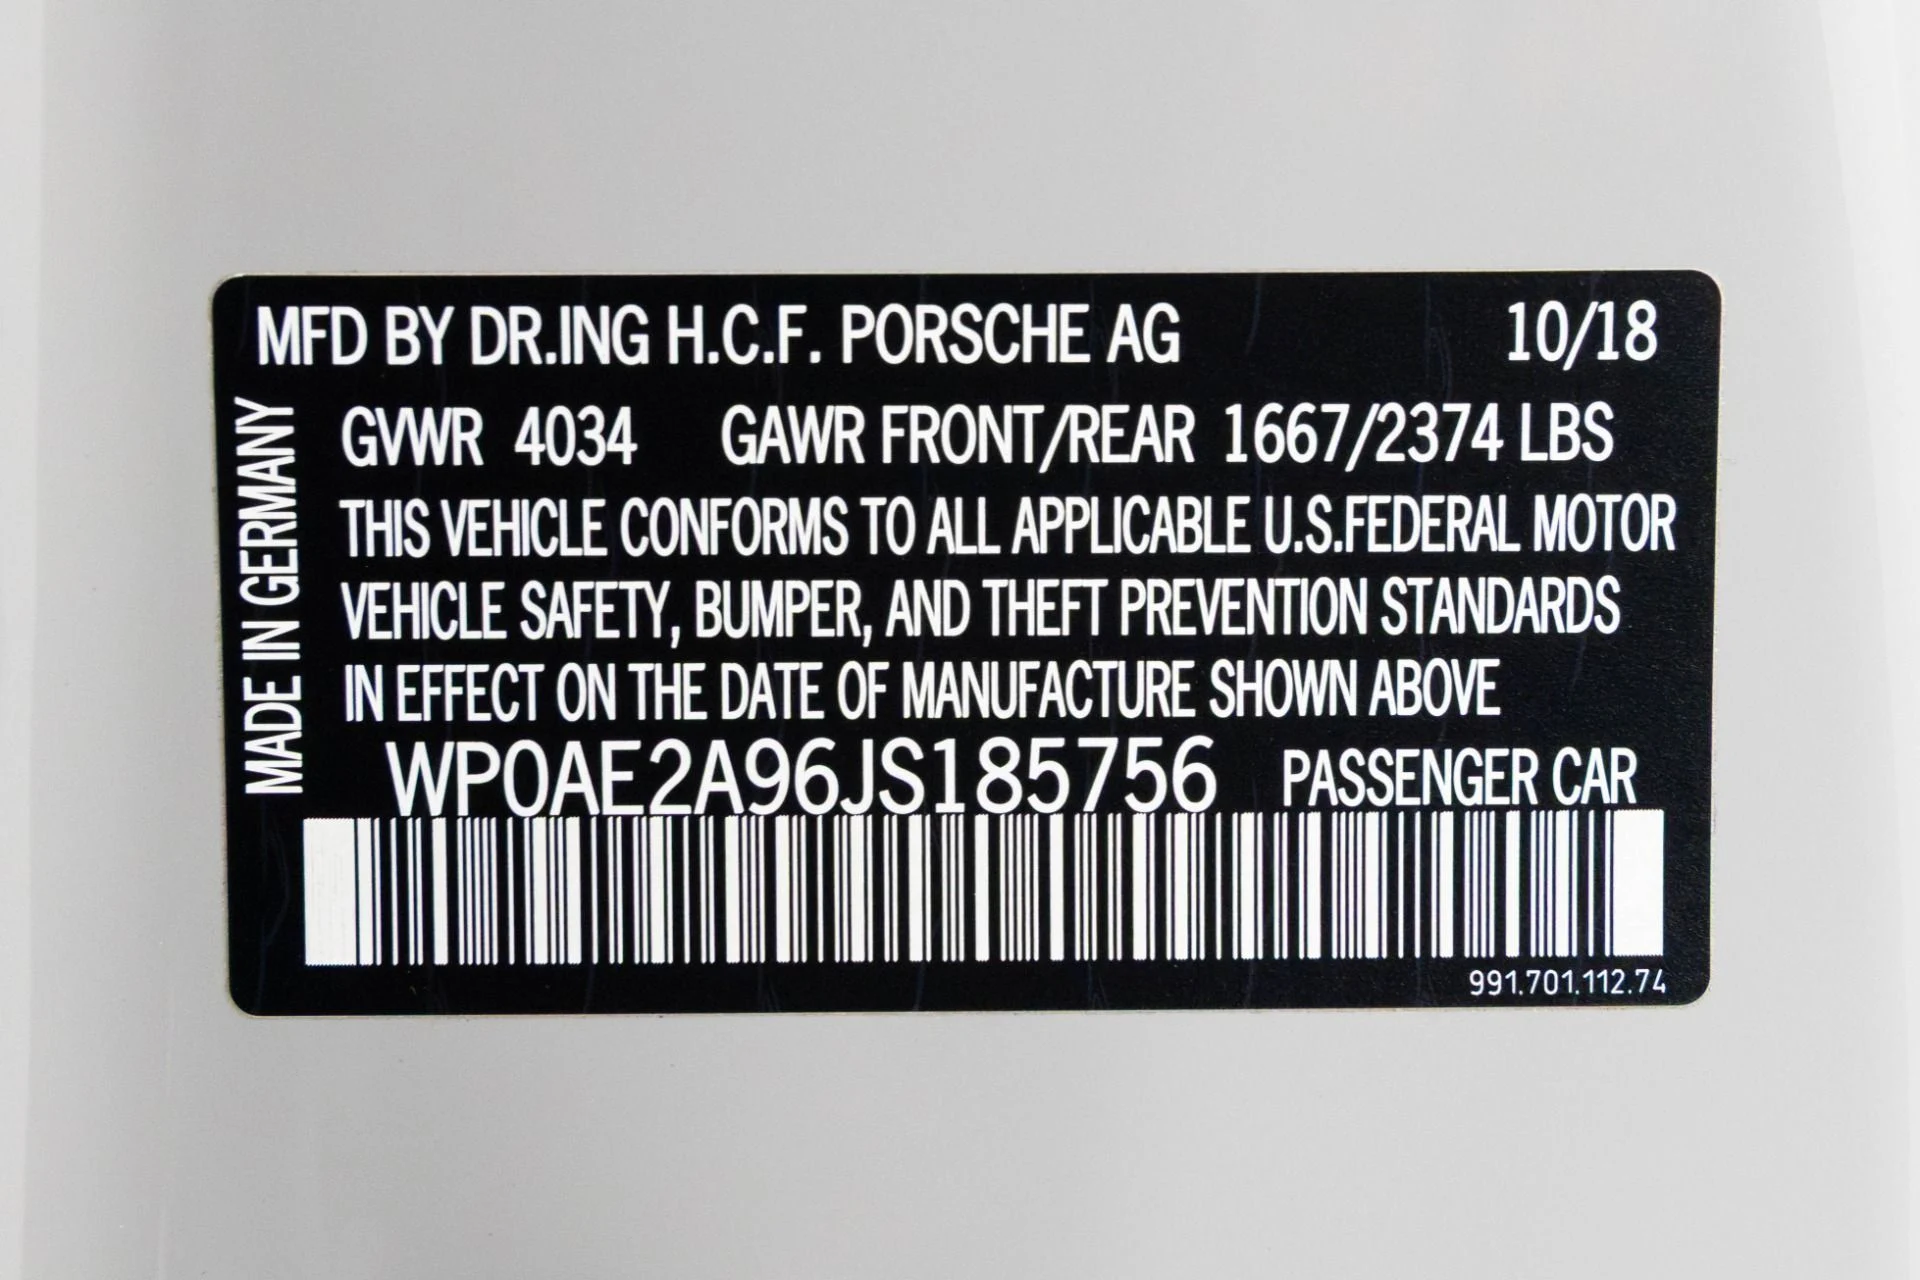 MFD BY DR.ING H.C.F. PORSCHE AG 10/18
MADE IN GERMANY
GVWR 4034 GAWR FRONT/REAR 1667/2374 LBS
THIS VEHICLE CONFORMS TO ALL APPLICABLE U.S.FEDERAL MOTOR
VEHICLE SAFETY, BUMPER, AND THEFT PREVENTION STANDARDS
IN EFFECT ON THE DATE OF MANUFACTURE SHOWN ABOVE
WP0AE2A96JS185756 PASSENGER CAR
991.701.112.74